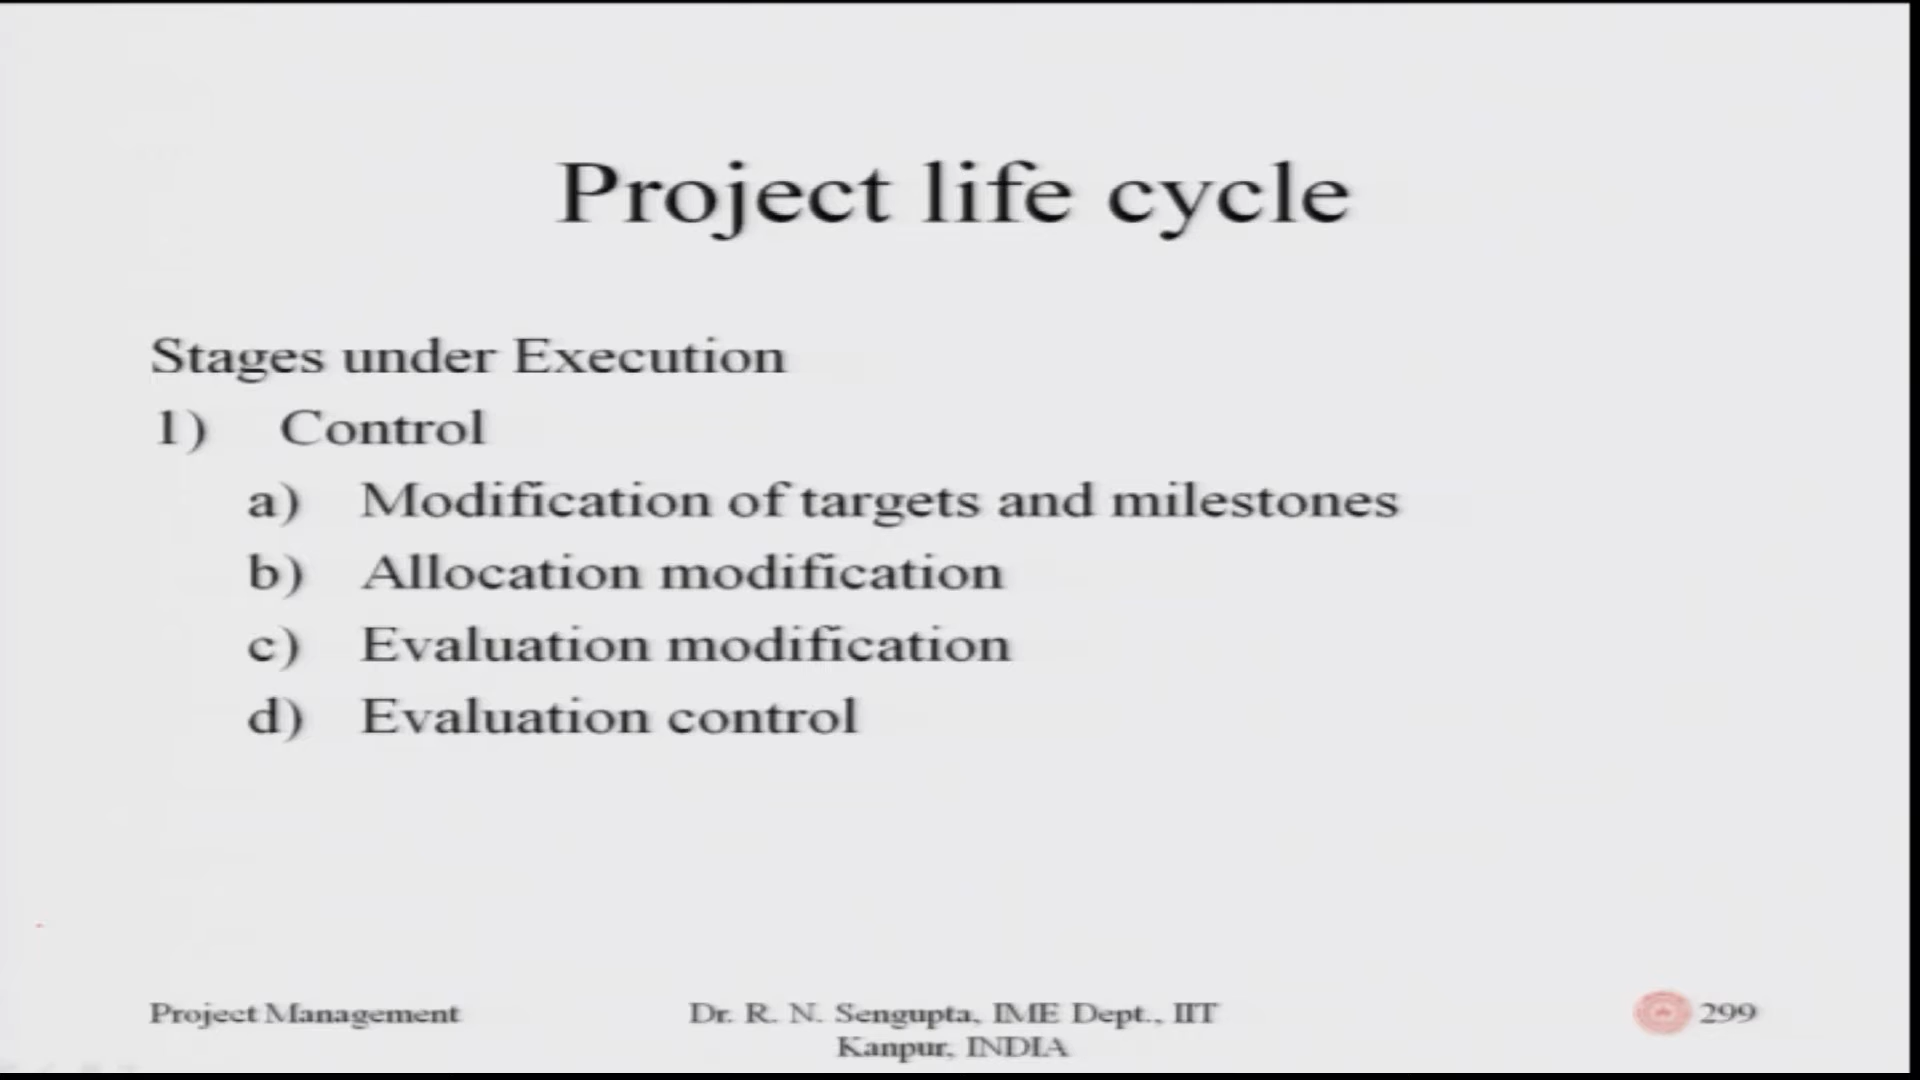 Project life cycle
Stages under Execution
1) Control
a) Modification of targets and milestones
b) Allocation modification
c) Evaluation modification
d) Evaluation control
Project Management
Dr. R. N. Sengupta, IME Dept., IIT
Kanpur, INDIA
299